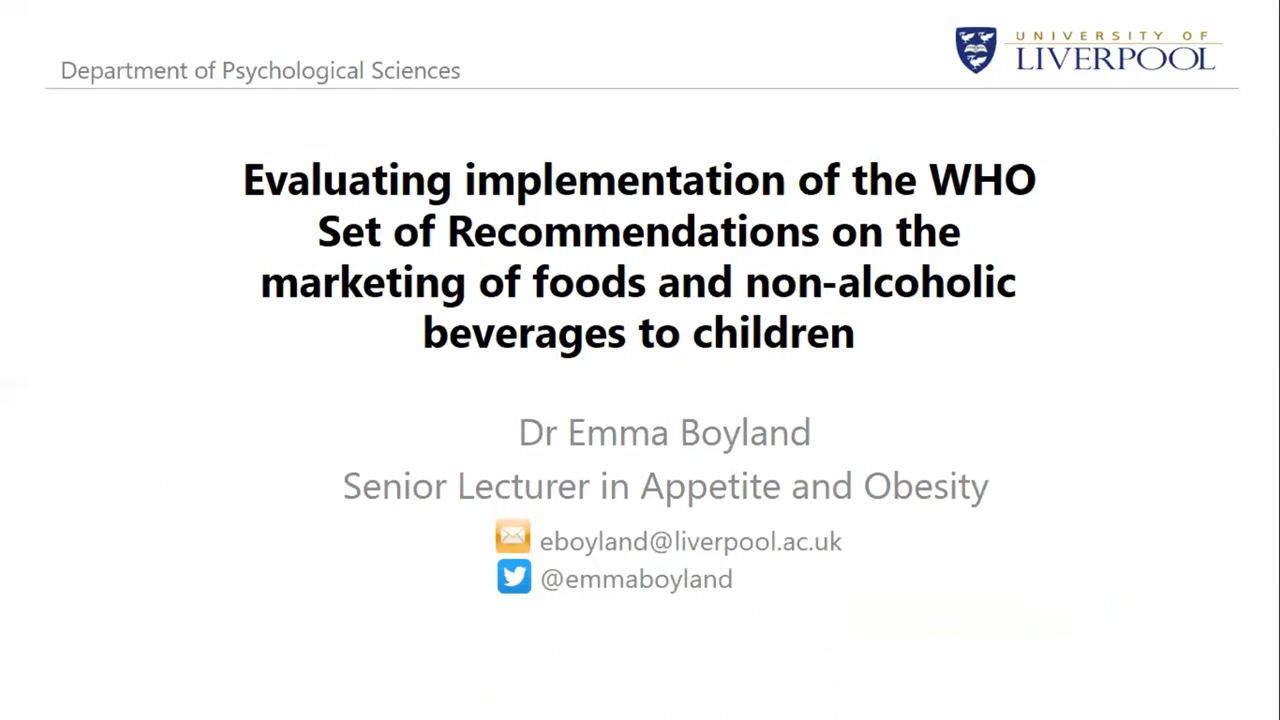 Department of Psychological Sciences
UNIVERSITY OF
LIVERPOOL
Evaluating implementation of the WHO
Set of Recommendations on the
marketing of foods and non-alcoholic
beverages to children
Dr Emma Boyland
Senior Lecturer in Appetite and Obesity
eboyland@liverpool.ac.uk
@emmaboyland